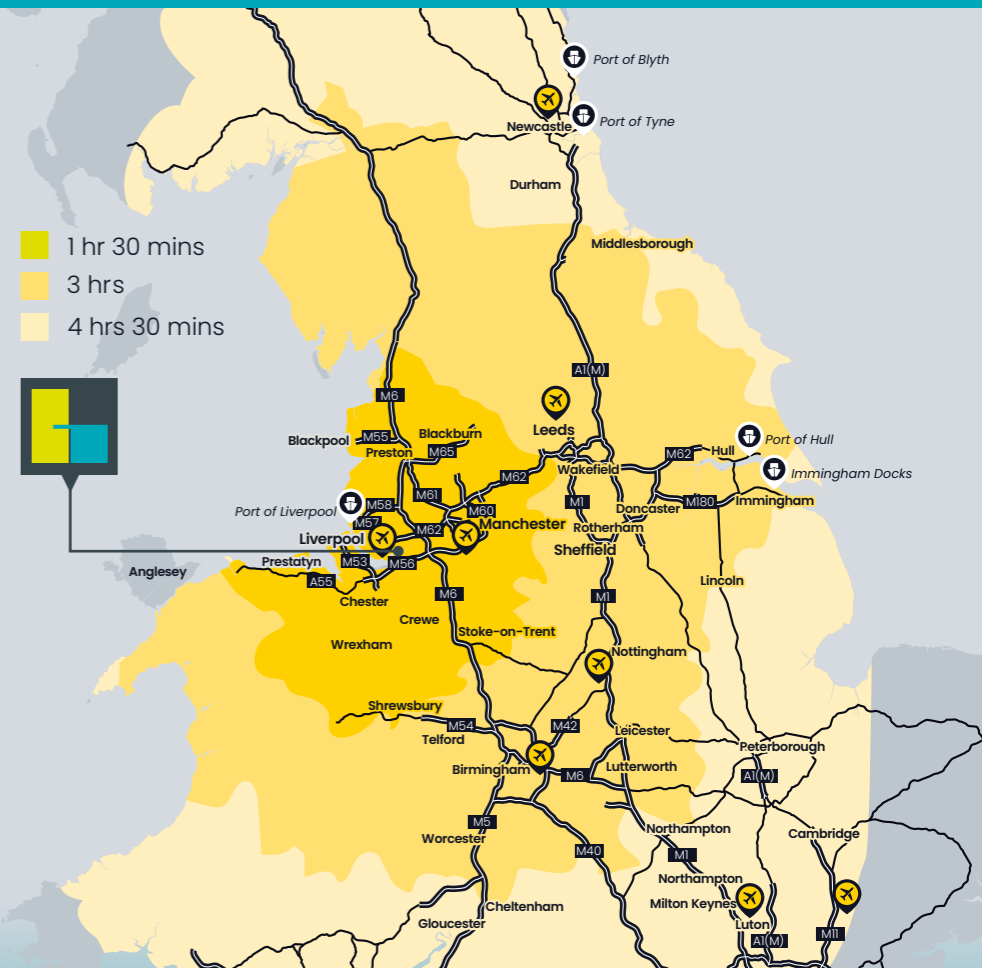 Port of Blyth
Port of Tyne
Newcastle
Durham
1 hr 30 mins
Middlesborough
3 hrs
4 hrs 30 mins
A1(M)
M6
Leeds
Blackpool
M55
Blackburn
Port of Hull
Preston
M65
M62
Hull
Wakefield
Immingham Docks
M62
M61
M1
M180
Immingham
Port of Liverpool
M58
M60
Doncaster
M57
M62
Manchester
Rotherham
Liverpool
Sheffield
Prestatyn
M53
M56
Anglesey
A55
Lincoln
Chester
M6
M1
Crewe
Stoke-on-Trent
Wrexham
Nottingham
Shrewsbury
M54
M42
Leicester
Telford
Peterborough
Birmingham
M6
Lutterworth
A1(M)
M5
Northampton
Cambridge
Worcester
M40
M1
Northampton
Milton Keynes
Cheltenham
Gloucester
Luton
A1(M)
M11